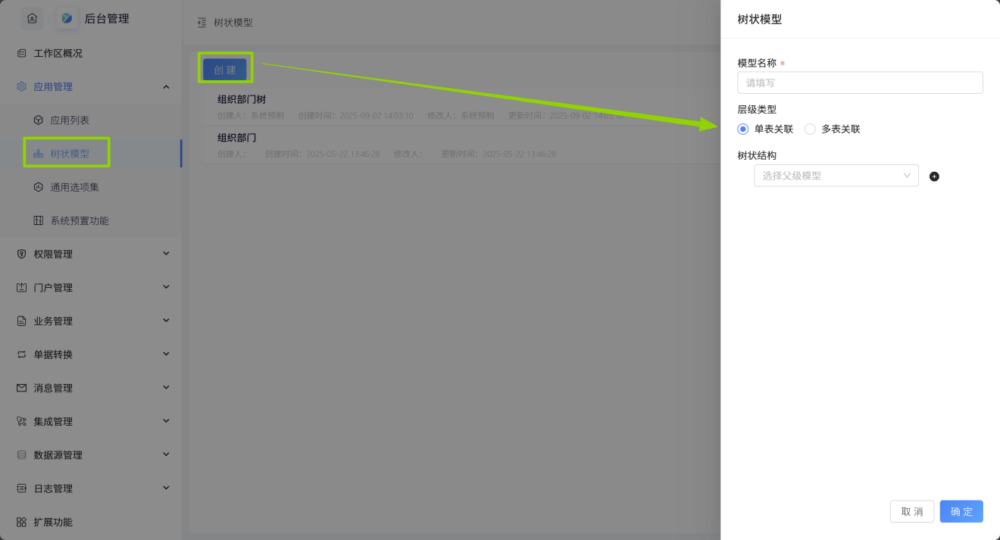 后台管理
工作区概况
应用管理
应用列表
树状模型
通用选项集
系统预置功能
权限管理
门户管理
业务管理
单据转换
消息管理
集成管理
数据源管理
日志管理
扩展功能
树状模型
创 建
组织部门树
创建人： 系统预制 创建时间： 2025-09-02 14:03:10 修改人： 系统预制 更新时间： 2025-09-02 14:03:10
组织部门
创建人： 创建时间： 2025-05-22 13:46:28 修改人： 更新时间： 2025-05-22 13:46:28
树状模型
模型名称 *
请填写
层级类型
单表关联 多表关联
树状结构
选择父级模型
取 消 确 定